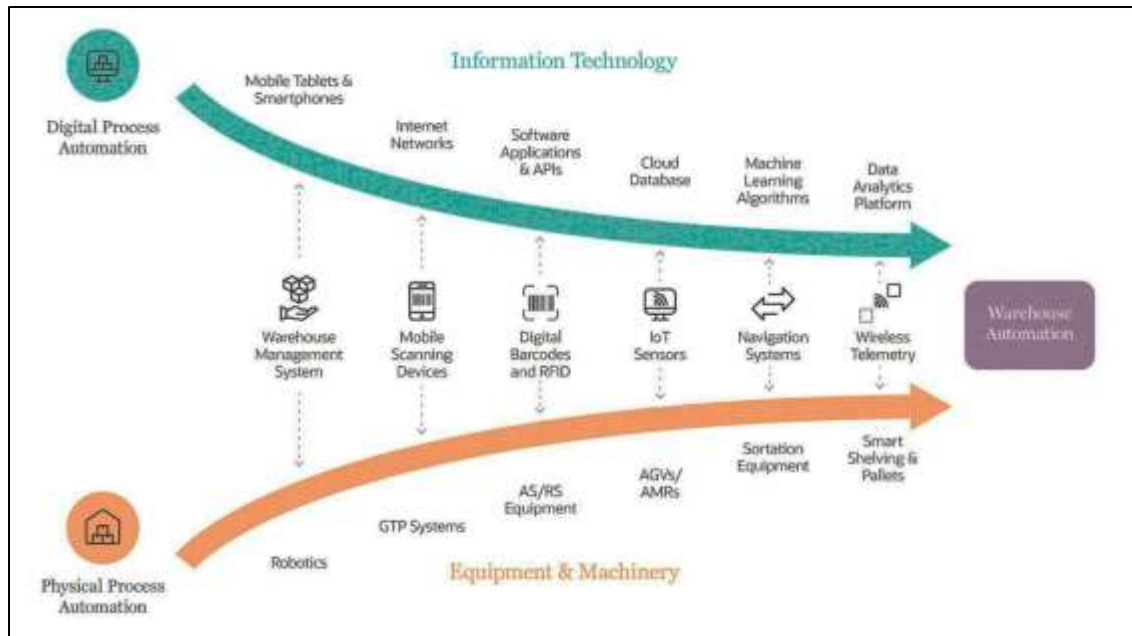 Information Technology
Digital Process
Automation
Mobile Tablets &
Smartphones
Internet
Networks
Software
Applications
& APIs
Cloud
Database
Machine
Learning
Algorithms
Data
Analytics
Platform
Warehouse
Management
System
Mobile
Scanning
Devices
Digital
Barcodes
and RFID
IoT
Sensors
Navigation
Systems
Wireless
Telemetry
Warehouse
Automation
Robotics
GTP Systems
AS/RS
Equipment
AGVs/
AMRs
Sortation
Equipment
Smart
Shelving &
Pallets
Physical Process
Automation
Equipment & Machinery